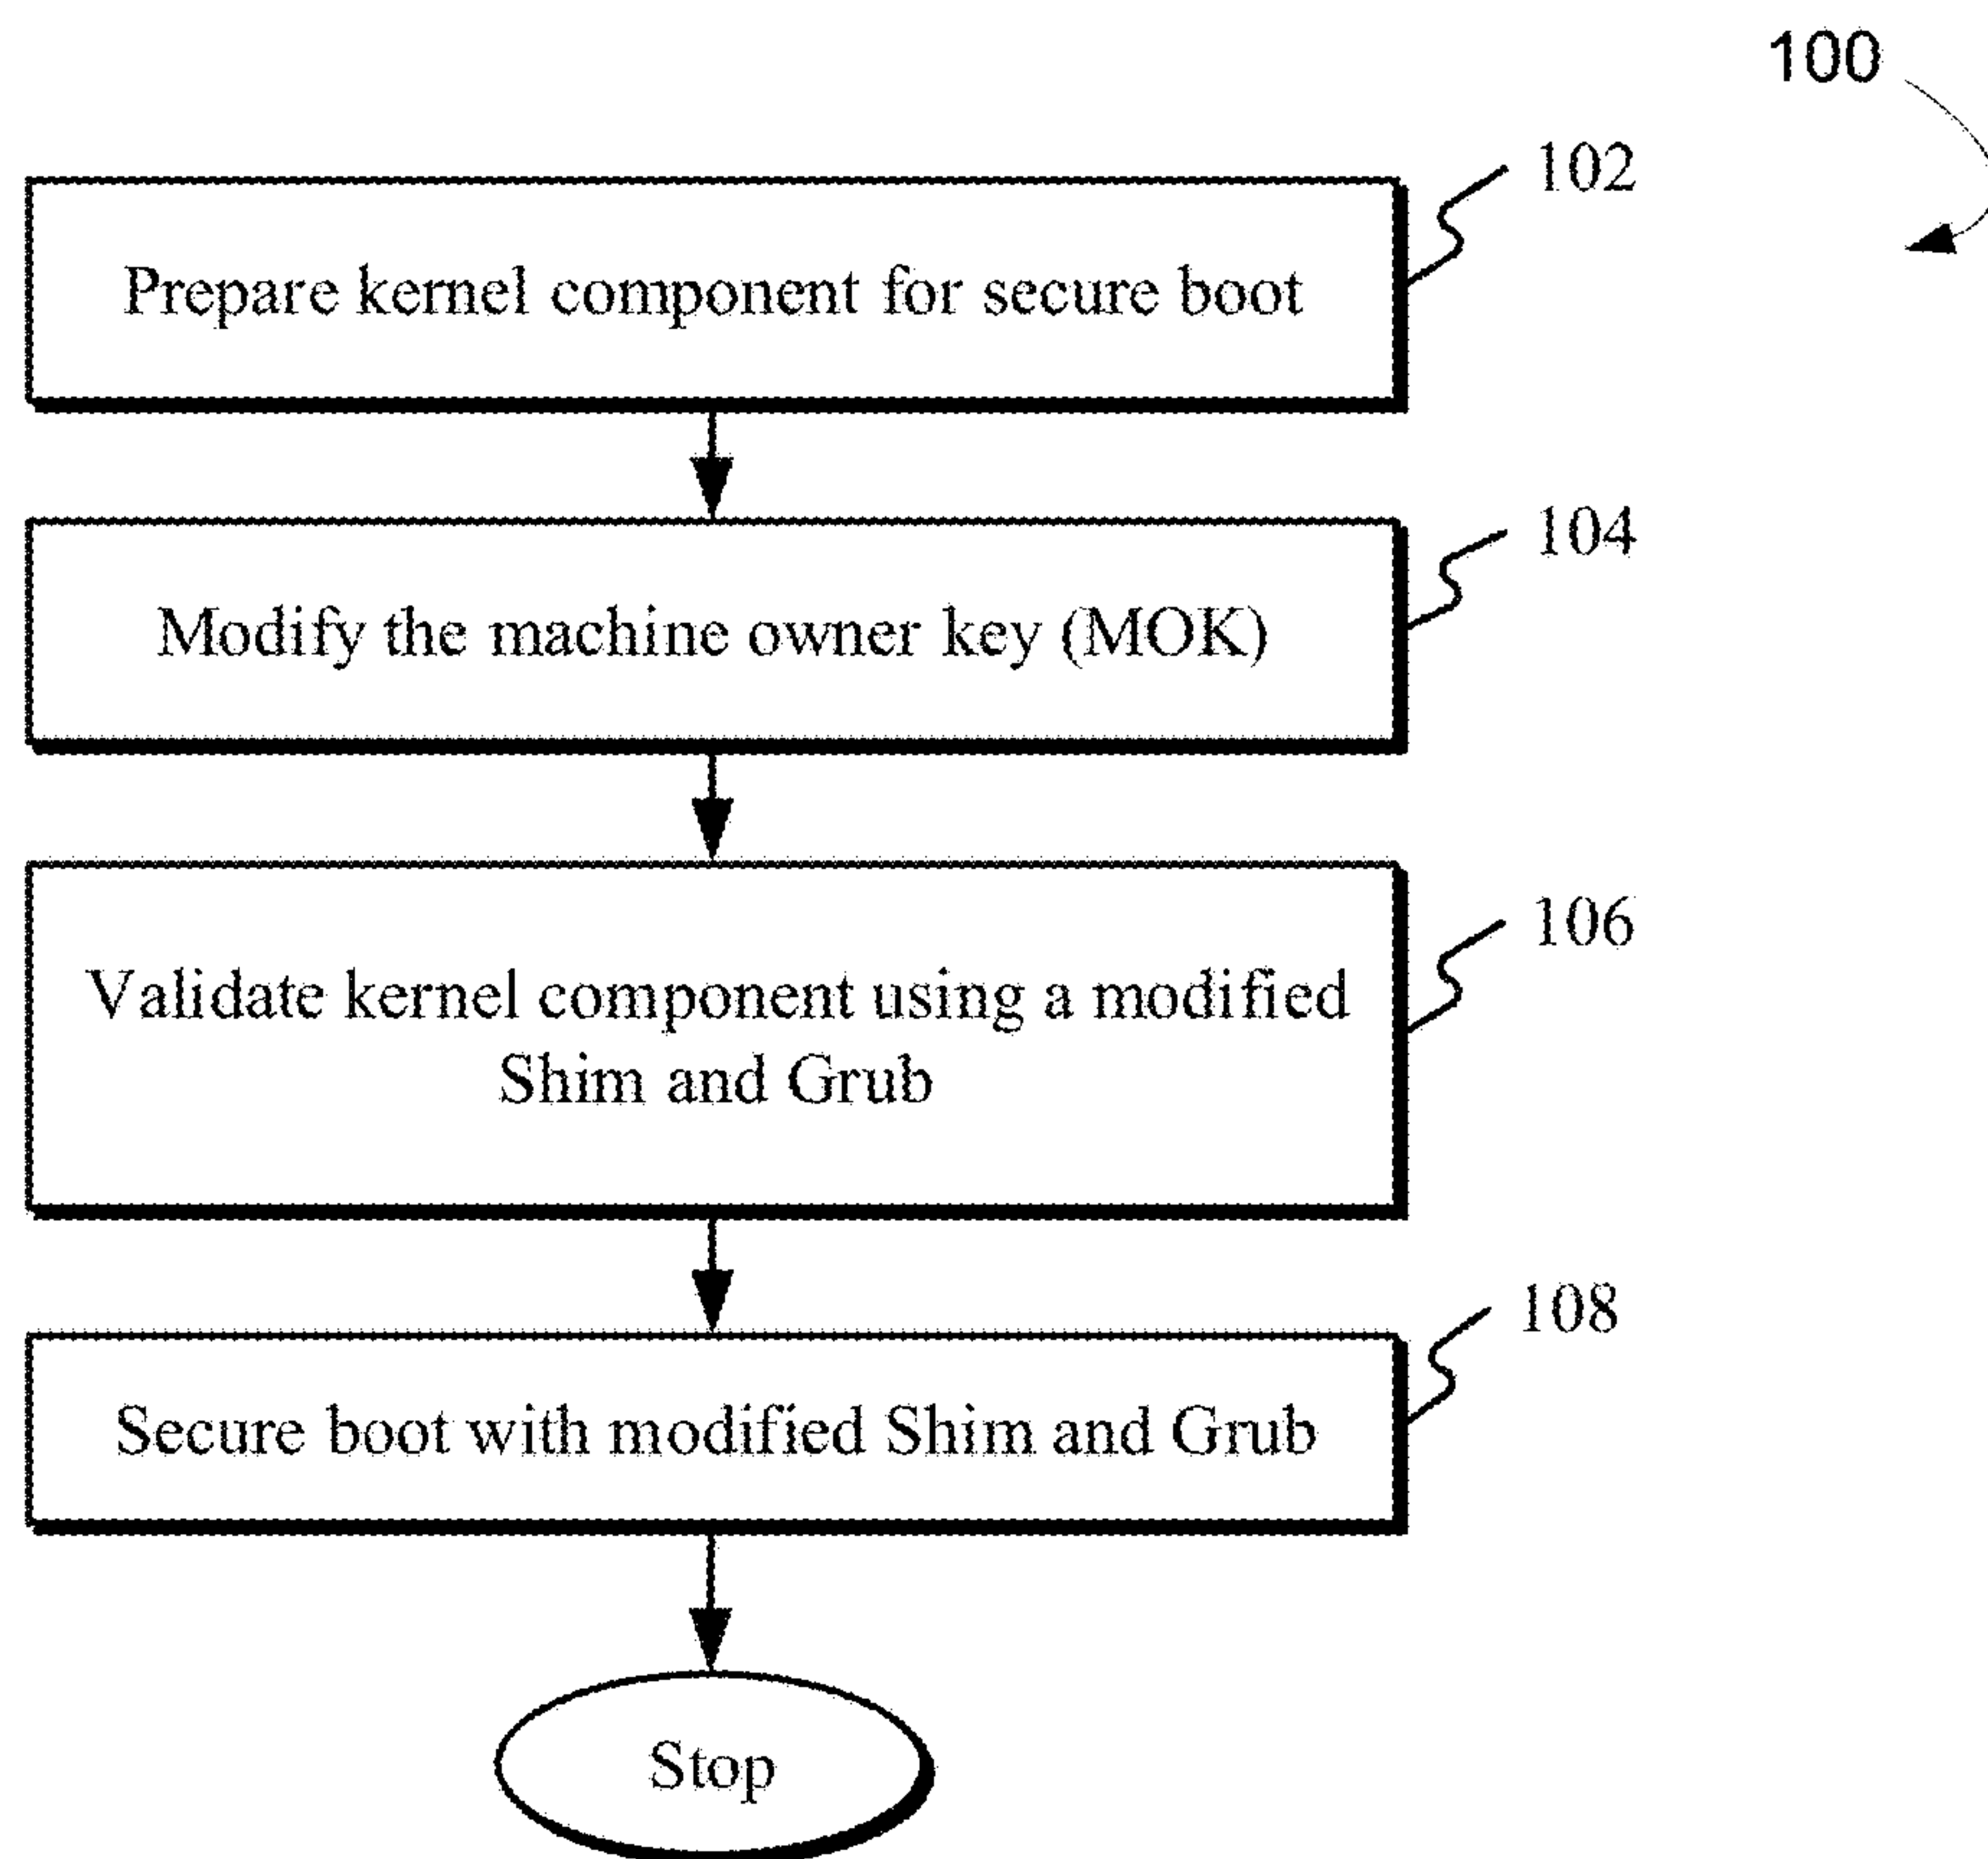 100
102
Prepare kernel component for secure boot
104
Modify the machine owner key (MOK)
106
Validate kernel component using a modified
Shim and Grub
108
Secure boot with modified Shim and Grub
Stop